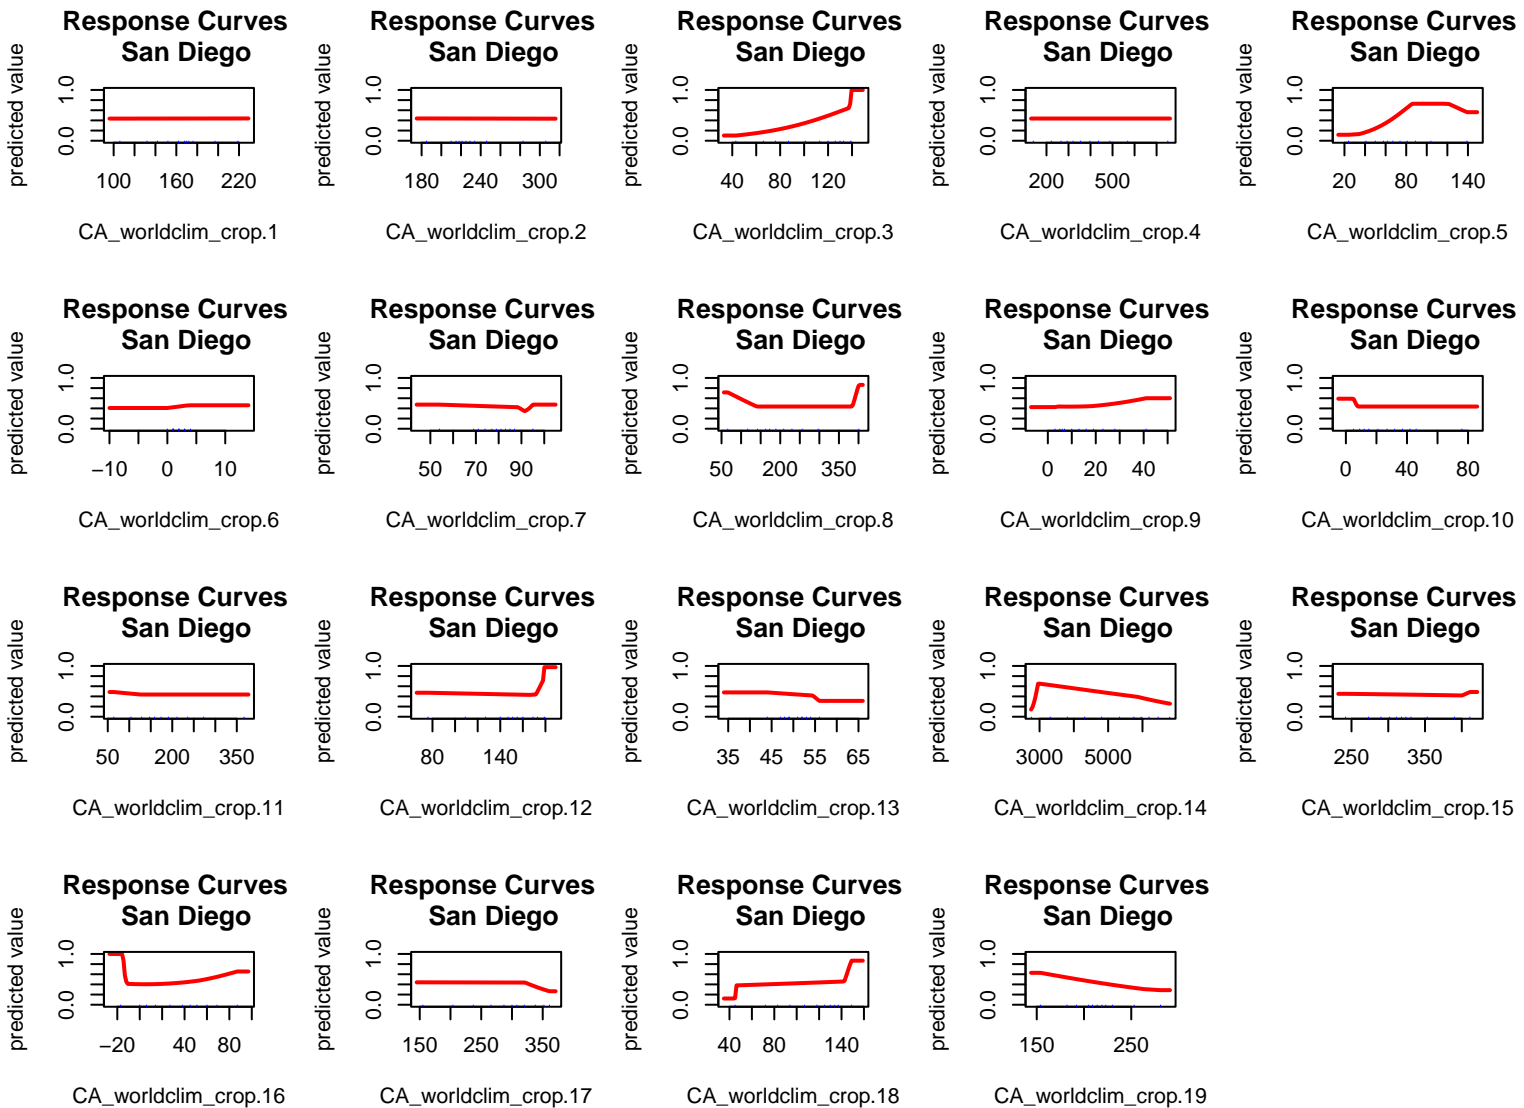 Response Curves
San Diego
predicted value
0.0 1.0
100 160 220
CA_worldclim_crop.1
Response Curves
San Diego
predicted value
0.0 1.0
180 240 300
CA_worldclim_crop.2
Response Curves
San Diego
predicted value
0.0 1.0
40 80 120
CA_worldclim_crop.3
Response Curves
San Diego
predicted value
0.0 1.0
200 500
CA_worldclim_crop.4
Response Curves
San Diego
predicted value
0.0 1.0
20 80 140
CA_worldclim_crop.5
Response Curves
San Diego
predicted value
0.0 1.0
−10 0 10
CA_worldclim_crop.6
Response Curves
San Diego
predicted value
0.0 1.0
50 70 90
CA_worldclim_crop.7
Response Curves
San Diego
predicted value
0.0 1.0
50 200 350
CA_worldclim_crop.8
Response Curves
San Diego
predicted value
0.0 1.0
0 20 40
CA_worldclim_crop.9
Response Curves
San Diego
predicted value
0.0 1.0
0 40 80
CA_worldclim_crop.10
Response Curves
San Diego
predicted value
0.0 1.0
50 200 350
CA_worldclim_crop.11
Response Curves
San Diego
predicted value
0.0 1.0
80 140
CA_worldclim_crop.12
Response Curves
San Diego
predicted value
0.0 1.0
35 45 55 65
CA_worldclim_crop.13
Response Curves
San Diego
predicted value
0.0 1.0
3000 5000
CA_worldclim_crop.14
Response Curves
San Diego
predicted value
0.0 1.0
250 350
CA_worldclim_crop.15
Response Curves
San Diego
predicted value
0.0 1.0
−20 40 80
CA_worldclim_crop.16
Response Curves
San Diego
predicted value
0.0 1.0
150 250 350
CA_worldclim_crop.17
Response Curves
San Diego
predicted value
0.0 1.0
40 80 140
CA_worldclim_crop.18
Response Curves
San Diego
predicted value
0.0 1.0
150 250
CA_worldclim_crop.19